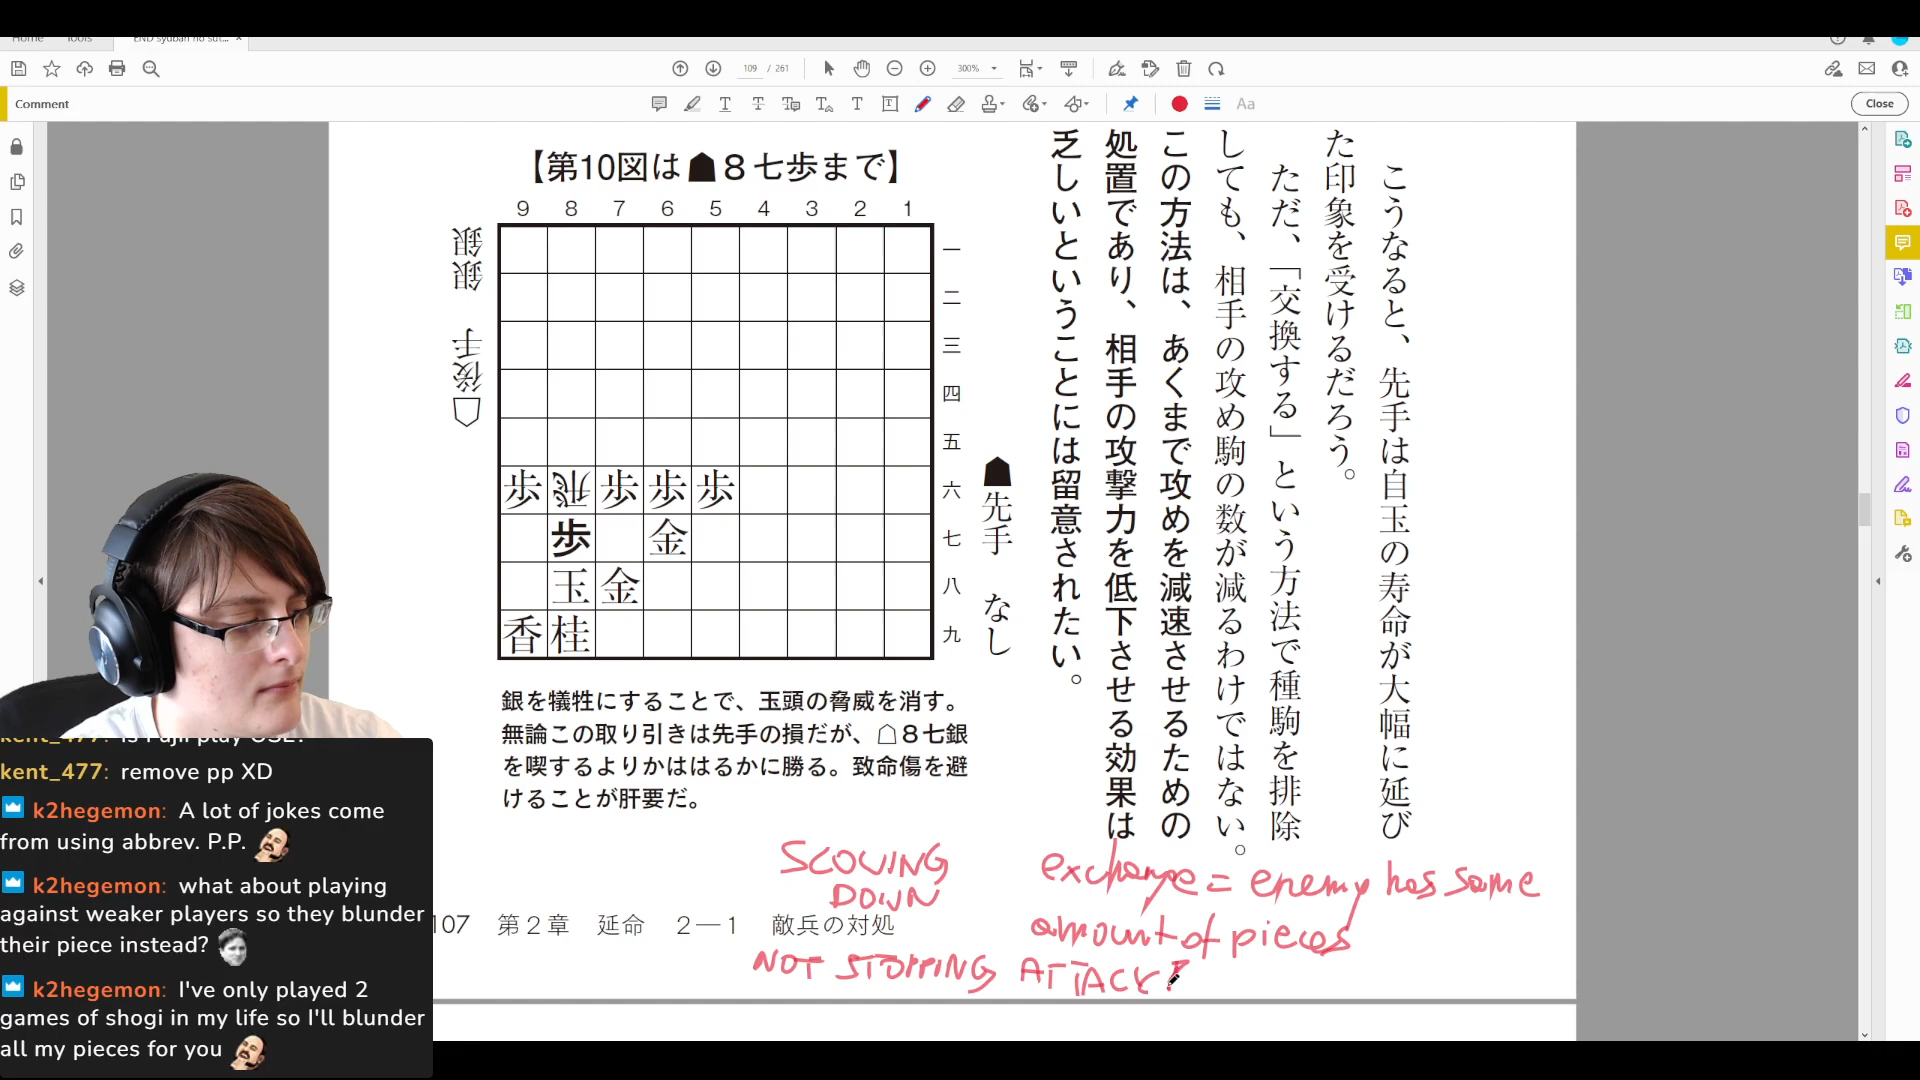 Home Tools END syuban no sut... ×
109 / 261 300%
Comment Close
【第10図は☗8七歩まで】
9 8 7 6 5 4 3 2 1
一
二
三
四
五
歩 飛 歩 歩 歩 六
歩 金 七
玉 金 八
香 桂 九
☖後手 銀銀
☗先手 なし
銀を犠牲にすることで、玉頭の脅威を消す。
無論この取り引きは先手の損だが、☖8七銀
を喫するよりかははるかに勝る。致命傷を避
けることが肝要だ。
こうなると、先手は自玉の寿命が大幅に延び
た印象を受けるだろう。
ただ、「交換する」という方法で種駒を排除
しても、相手の攻め駒の数が減るわけではない。
この方法は、あくまで攻めを減速させるための
処置であり、相手の攻撃力を低下させる効果は
乏しいということには留意されたい。
SLOWING
DOWN
exchange = enemy has same
amount of pieces
NOT STOPPING ATTACK!
107 第2章 延命 2―1 敵兵の対処
kent_477: remove pp XD
k2hegemon: A lot of jokes come
from using abbrev. P.P.
k2hegemon: what about playing
against weaker players so they blunder
their piece instead?
k2hegemon: I've only played 2
games of shogi in my life so I'll blunder
all my pieces for you